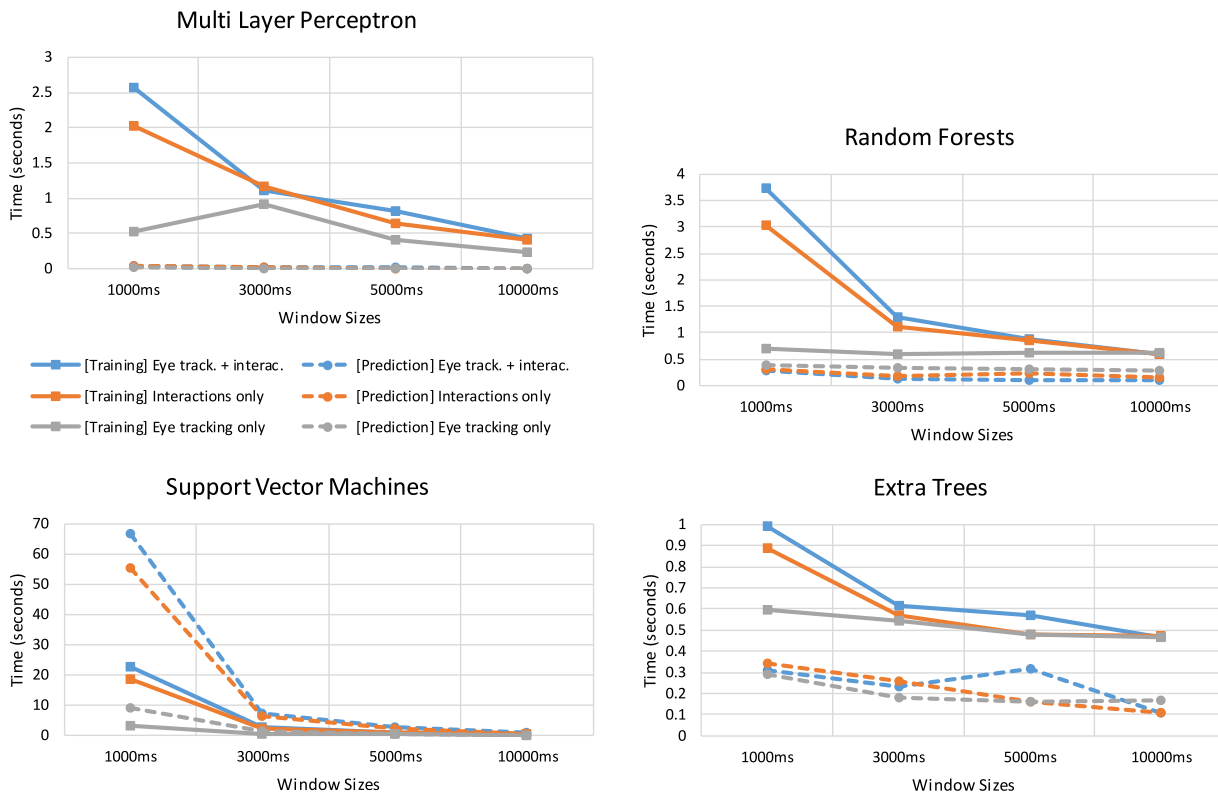 Multi Layer Perceptron
3
2.5
2
1.5
1
0.5
0
Time (seconds)
1000ms 3000ms 5000ms 10000ms
Window Sizes
[Training] Eye track. + interac. [Prediction] Eye track. + interac.
[Training] Interactions only [Prediction] Interactions only
[Training] Eye tracking only [Prediction] Eye tracking only
Random Forests
4
3.5
3
2.5
2
1.5
1
0.5
0
Time (seconds)
1000ms 3000ms 5000ms 10000ms
Window Sizes
Support Vector Machines
70
60
50
40
30
20
10
0
Time (seconds)
1000ms 3000ms 5000ms 10000ms
Window Sizes
Extra Trees
1
0.9
0.8
0.7
0.6
0.5
0.4
0.3
0.2
0.1
0
Time (seconds)
1000ms 3000ms 5000ms 10000ms
Window Sizes